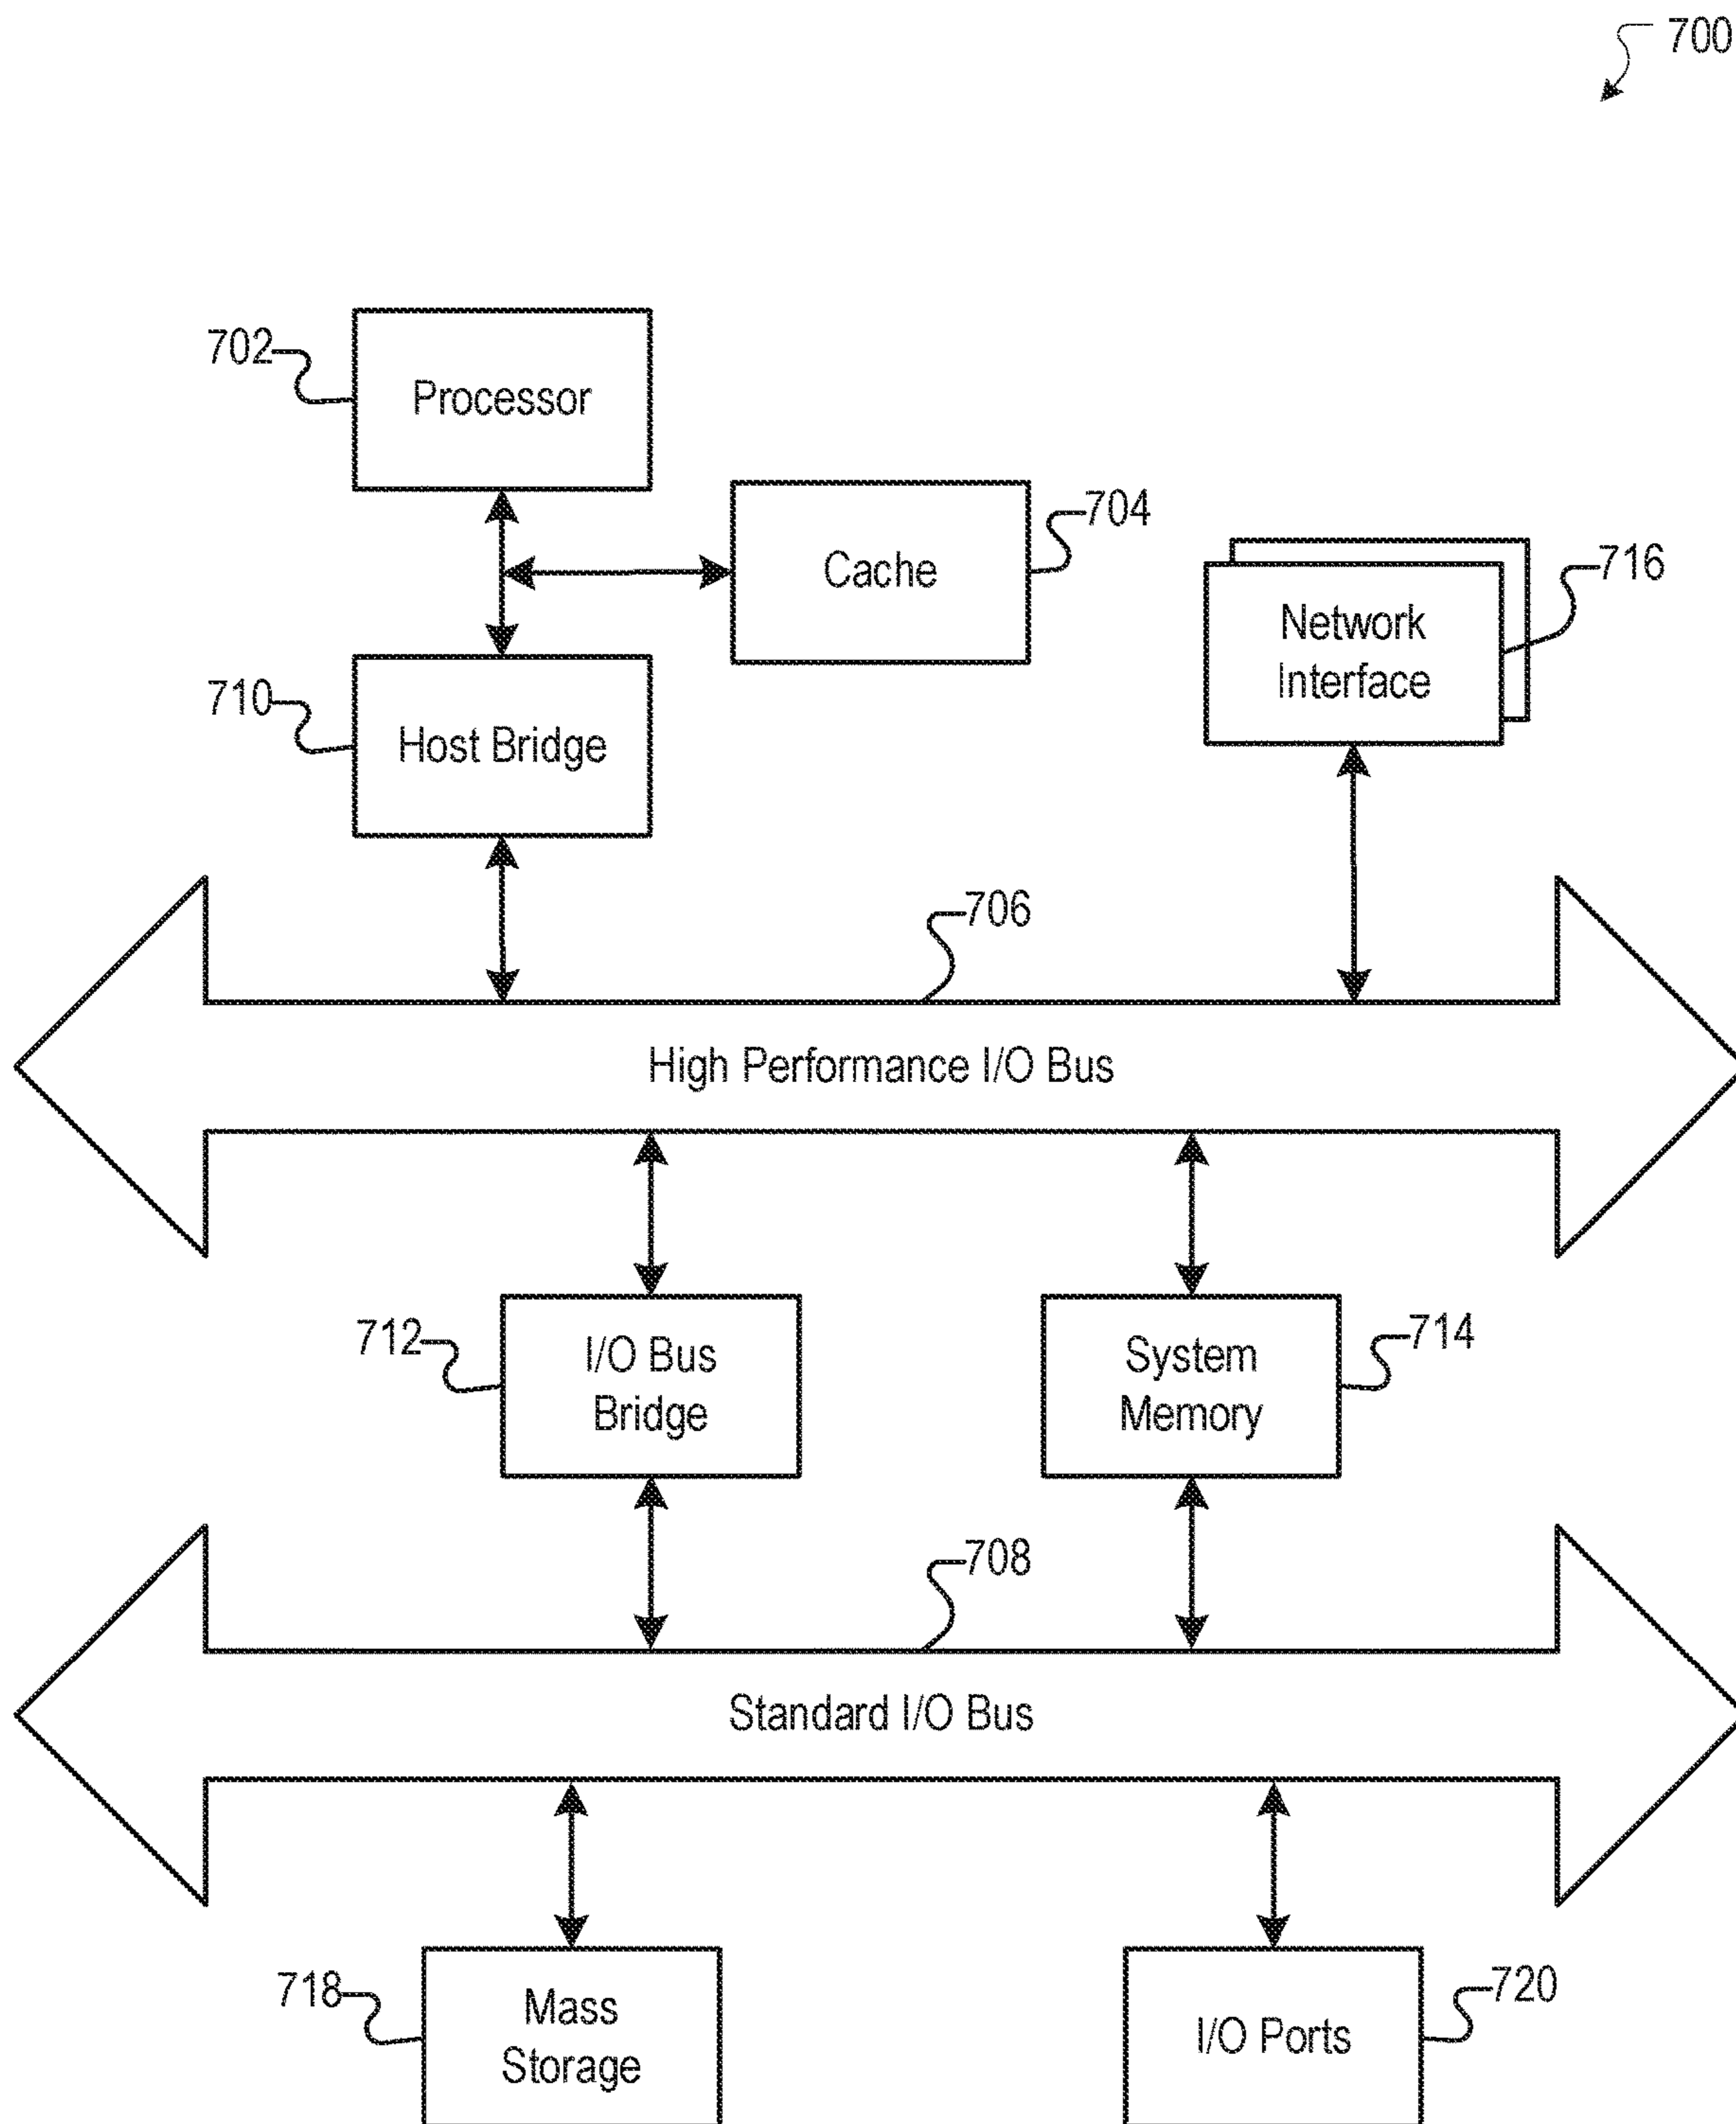 700
702
Processor
704
Cache
716
Network
Interface
710
Host Bridge
706
High Performance I/O Bus
712
I/O Bus
Bridge
System
Memory
714
708
Standard I/O Bus
718
Mass
Storage
I/O Ports
720